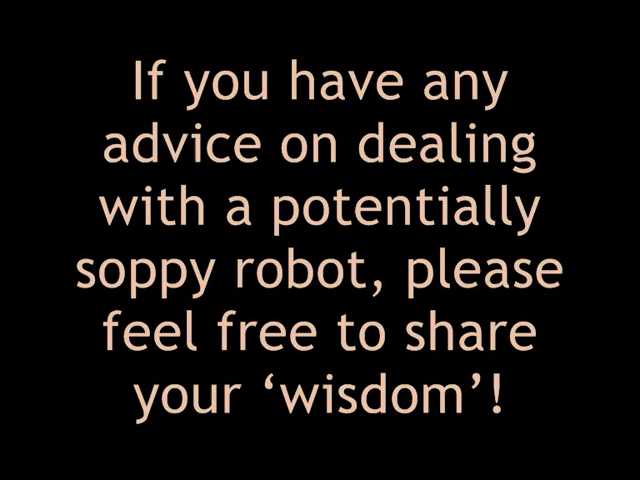 If you have any
advice on dealing
with a potentially
soppy robot, please
feel free to share
your ‘wisdom’!